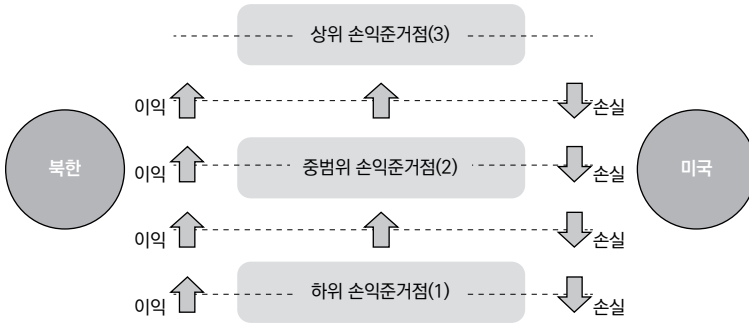 상위 손익준거점(3)
이익 손실
북한 이익 중범위 손익준거점(2) 손실 미국
이익 손실
이익 하위 손익준거점(1) 손실